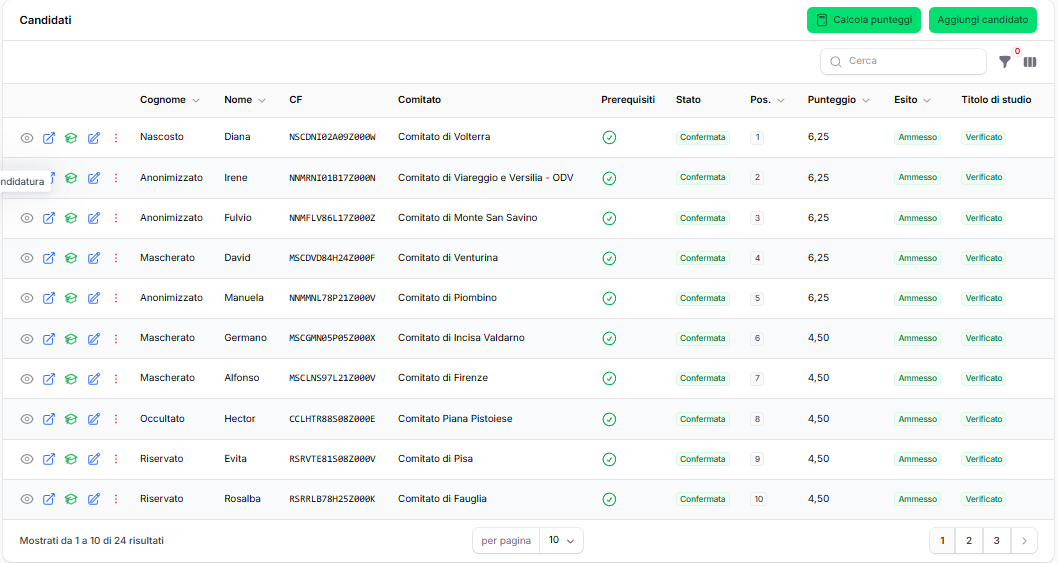 Candidati
Calcola punteggi
Aggiungi candidato
Cerca
0
Cognome Nome CF Comitato Prerequisiti Stato Pos. Punteggio Esito Titolo di studio
Nascosto Diana NSCDNI02A09Z000W Comitato di Volterra Confermata 1 6,25 Ammesso Verificato
ndidatura
Anonimizzato Irene NNMRNI01B17Z000N Comitato di Viareggio e Versilia - ODV Confermata 2 6,25 Ammesso Verificato
Anonimizzato Fulvio NNMFLV86L17Z000Z Comitato di Monte San Savino Confermata 3 6,25 Ammesso Verificato
Mascherato David MSCDVD84H24Z000F Comitato di Venturina Confermata 4 6,25 Ammesso Verificato
Anonimizzato Manuela NNMMNL78P21Z000V Comitato di Piombino Confermata 5 6,25 Ammesso Verificato
Mascherato Germano MSCGMN05P05Z000X Comitato di Incisa Valdarno Confermata 6 4,50 Ammesso Verificato
Mascherato Alfonso MSCLNS97L21Z000V Comitato di Firenze Confermata 7 4,50 Ammesso Verificato
Occultato Hector CCLHTR88S08Z000E Comitato Piana Pistoiese Confermata 8 4,50 Ammesso Verificato
Riservato Evita RSRVTE81S08Z000V Comitato di Pisa Confermata 9 4,50 Ammesso Verificato
Riservato Rosalba RSRRLB78H25Z000K Comitato di Fauglia Confermata 10 4,50 Ammesso Verificato
Mostrati da 1 a 10 di 24 risultati
per pagina 10
1 2 3